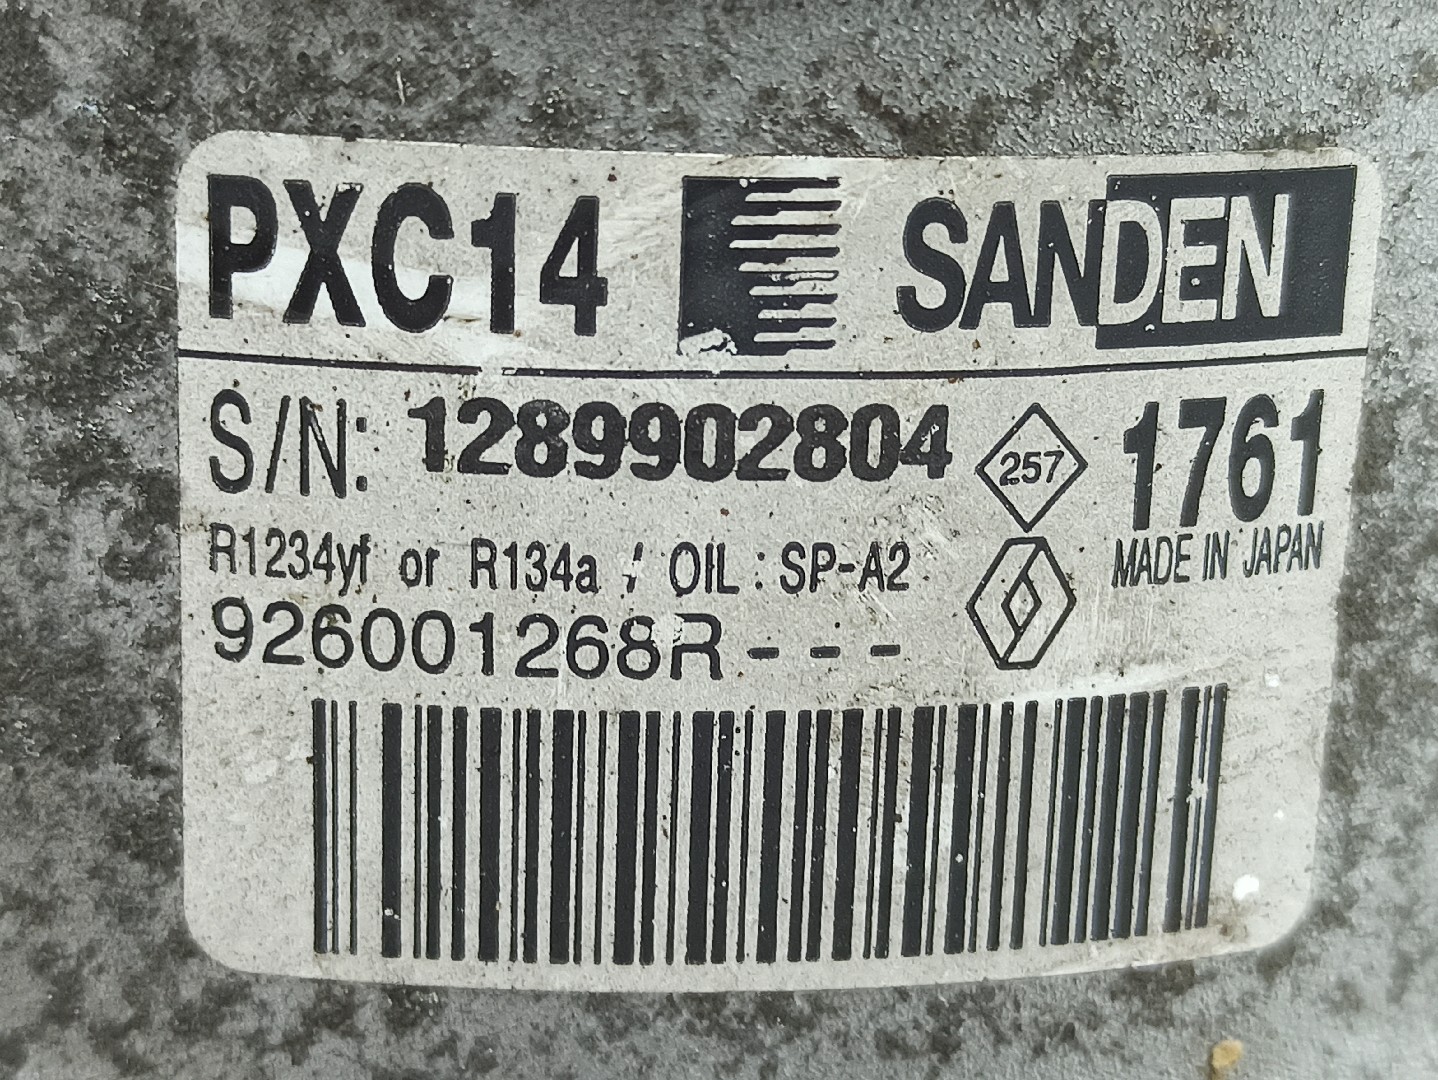 PXC14 SANDEN
S/N: 1289902804 257 1761
R1234yf or R134a / OIL : SP-A2 MADE IN JAPAN
926001268R---